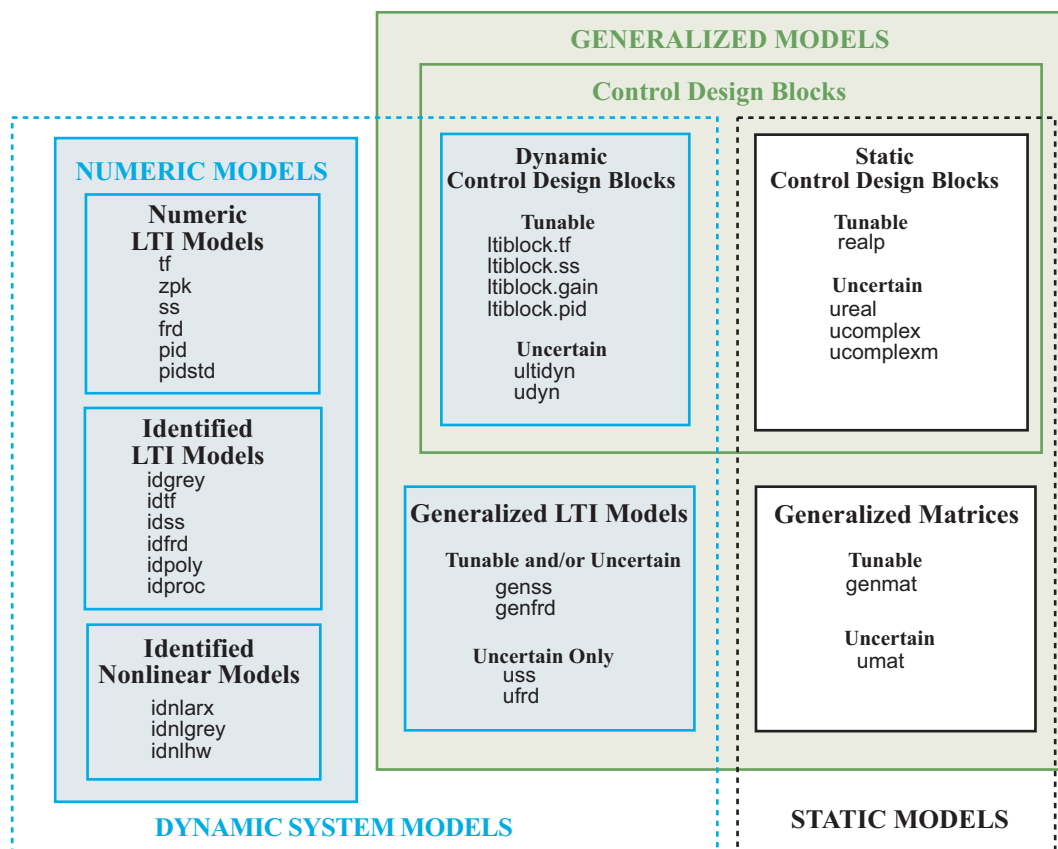 GENERALIZED MODELS
Control Design Blocks
NUMERIC MODELS
Numeric
LTI Models
tf
zpk
ss
frd
pid
pidstd
Identified
LTI Models
idgrey
idtf
idss
idfrd
idpoly
idproc
Identified
Nonlinear Models
idnlarx
idnlgrey
idnlhw
Dynamic
Control Design Blocks
Tunable
ltiblock.tf
ltiblock.ss
ltiblock.gain
ltiblock.pid
Uncertain
ultidyn
udyn
Static
Control Design Blocks
Tunable
realp
Uncertain
ureal
ucomplex
ucomplexm
Generalized LTI Models
Tunable and/or Uncertain
genss
genfrd
Uncertain Only
uss
ufrd
Generalized Matrices
Tunable
genmat
Uncertain
umat
DYNAMIC SYSTEM MODELS
STATIC MODELS